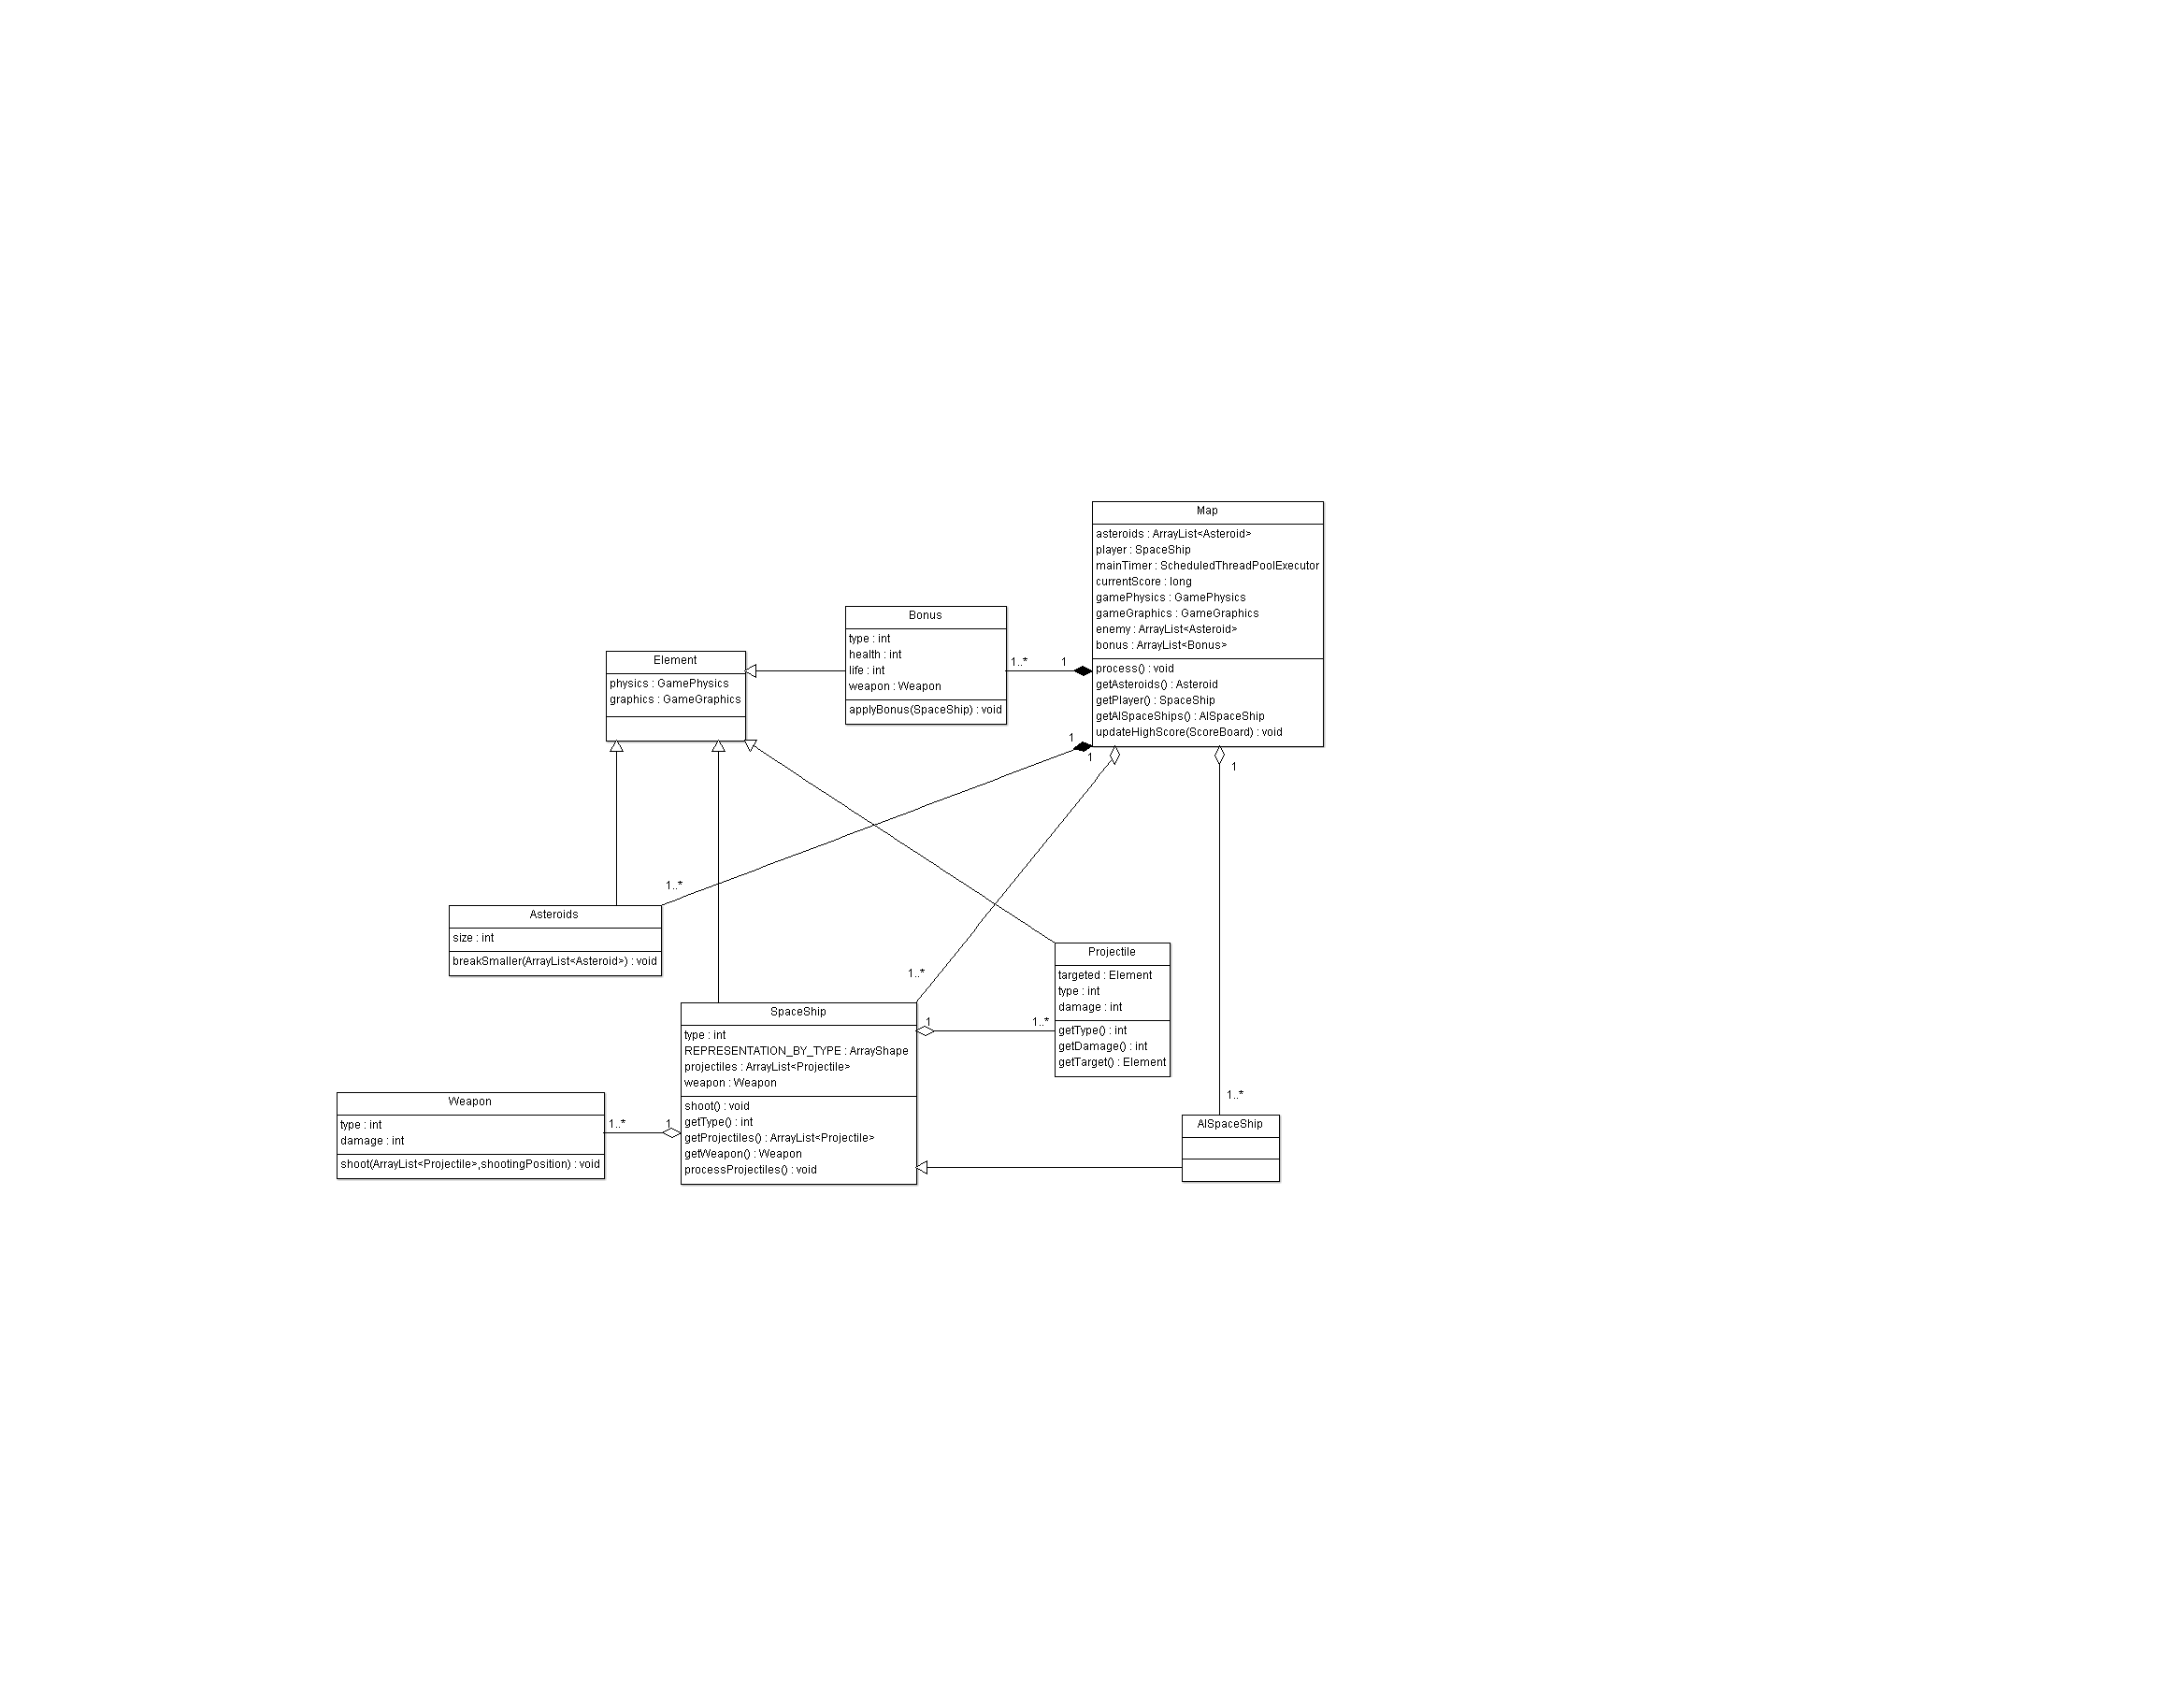 Map
asteroids : ArrayList<Asteroid>
player : SpaceShip
mainTimer : ScheduledThreadPoolExecutor
currentScore : long
gamePhysics : GamePhysics
gameGraphics : GameGraphics
enemy : ArrayList<Asteroid>
bonus : ArrayList<Bonus>
process() : void
getAsteroids() : Asteroid
getPlayer() : SpaceShip
getAISpaceShips() : AISpaceShip
updateHighScore(ScoreBoard) : void
Bonus
type : int
health : int
life : int
weapon : Weapon
applyBonus(SpaceShip) : void
1..*
1
Element
physics : GamePhysics
graphics : GameGraphics
1
1
1
1..*
Asteroids
size : int
breakSmaller(ArrayList<Asteroid>) : void
1..*
Projectile
targeted : Element
type : int
damage : int
getType() : int
getDamage() : int
getTarget() : Element
SpaceShip
type : int
REPRESENTATION_BY_TYPE : ArrayShape
projectiles : ArrayList<Projectile>
weapon : Weapon
shoot() : void
getType() : int
getProjectiles() : ArrayList<Projectile>
getWeapon() : Weapon
processProjectiles() : void
1
1..*
Weapon
type : int
damage : int
shoot(ArrayList<Projectile>,shootingPosition) : void
1..*
1
1..*
AISpaceShip